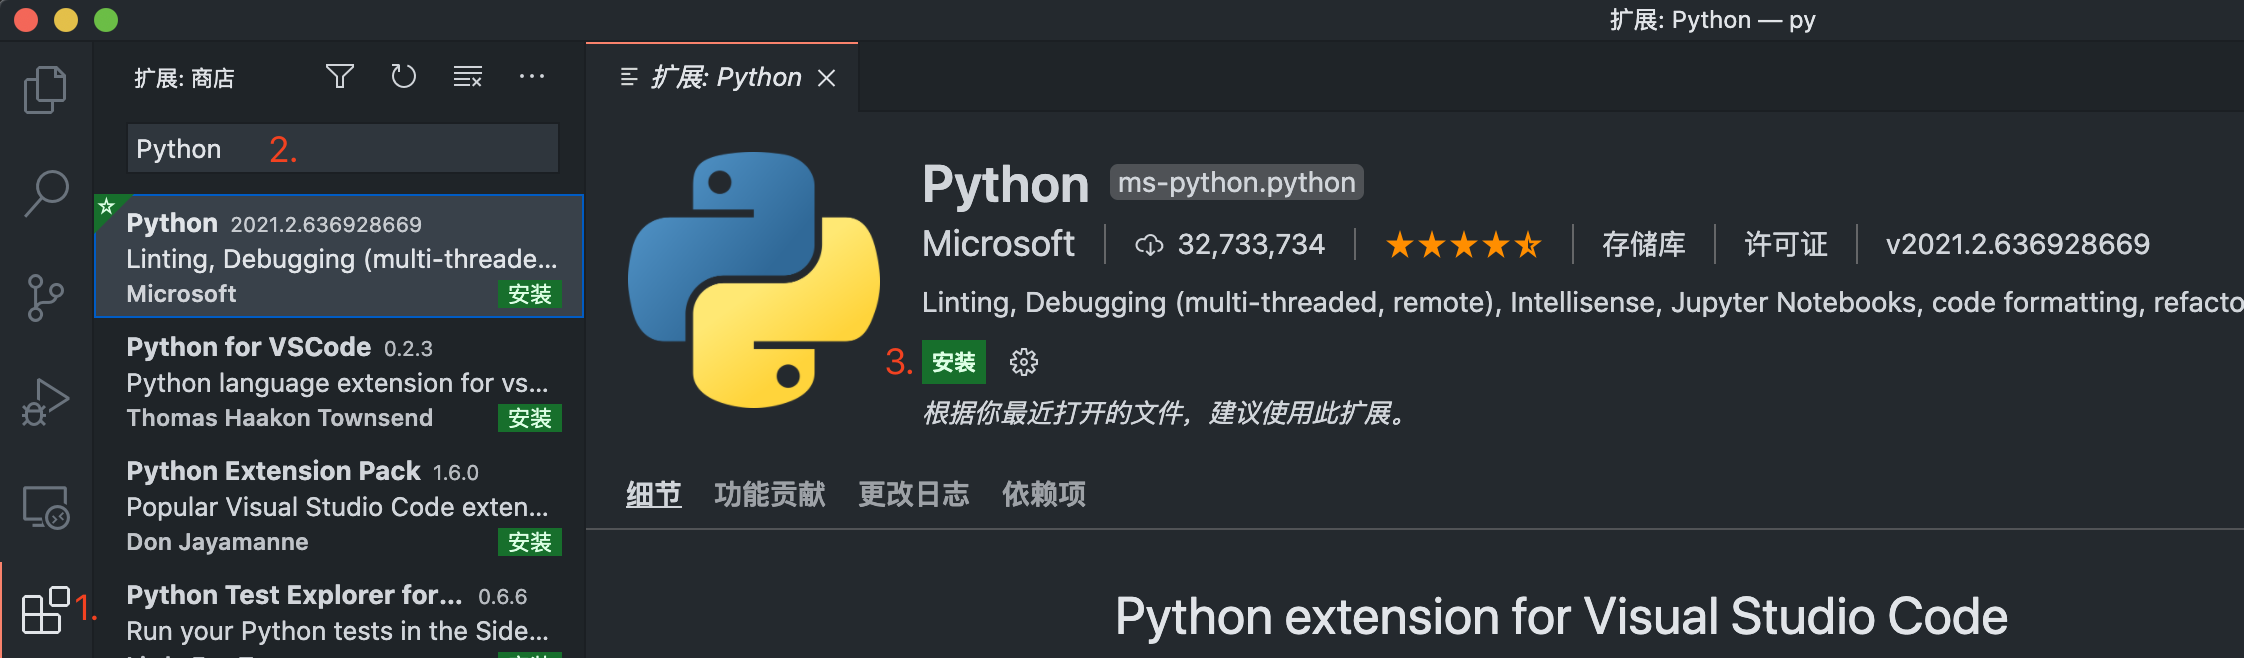 扩展: Python — py
扩展: 商店
扩展: Python
Python 2.
Python 2021.2.636928669
Linting, Debugging (multi-threade...
Microsoft 安装
Python for VSCode 0.2.3
Python language extension for vs...
Thomas Haakon Townsend 安装
Python Extension Pack 1.6.0
Popular Visual Studio Code exten...
Don Jayamanne 安装
1.
Python Test Explorer for... 0.6.6
Run your Python tests in the Side...
Python ms-python.python
Microsoft 32,733,734 存储库 许可证 v2021.2.636928669
Linting, Debugging (multi-threaded, remote), Intellisense, Jupyter Notebooks, code formatting, refacto
3. 安装
根据你最近打开的文件，建议使用此扩展。
细节 功能贡献 更改日志 依赖项
Python extension for Visual Studio Code